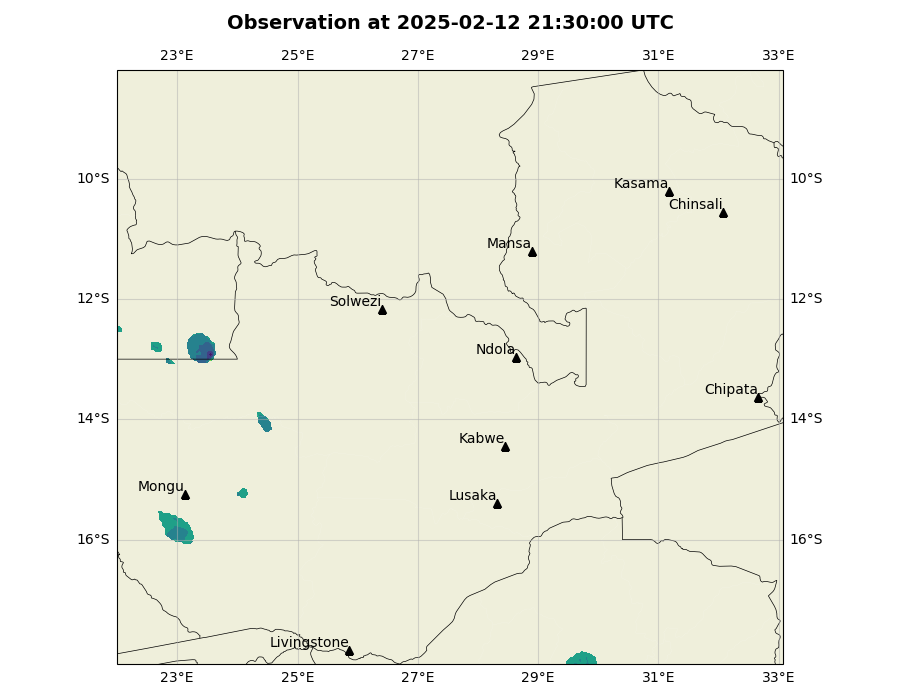 Observation at 2025-02-12 21:30:00 UTC
23°E 25°E 27°E 29°E 31°E 33°E
10°S 10°S
Kasama
Chinsali
Mansa
12°S 12°S
Solwezi
Ndola
Chipata
14°S 14°S
Kabwe
Mongu
Lusaka
16°S 16°S
Livingstone
23°E 25°E 27°E 29°E 31°E 33°E